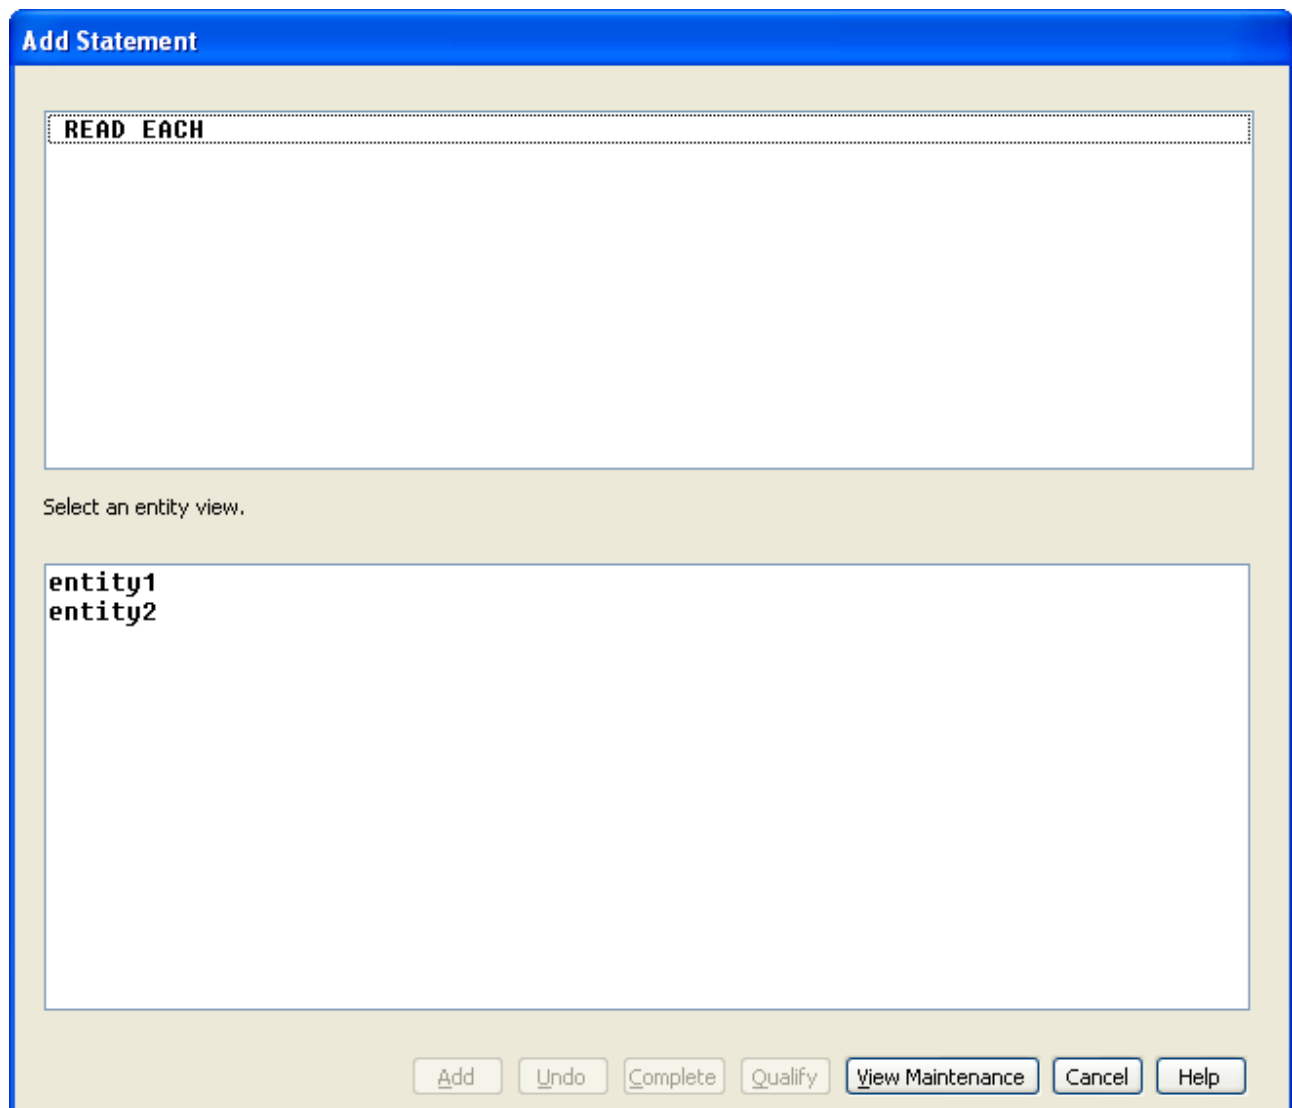 Add Statement
READ EACH
Select an entity view.
entity1
entity2
Add Undo Complete Qualify View Maintenance Cancel Help